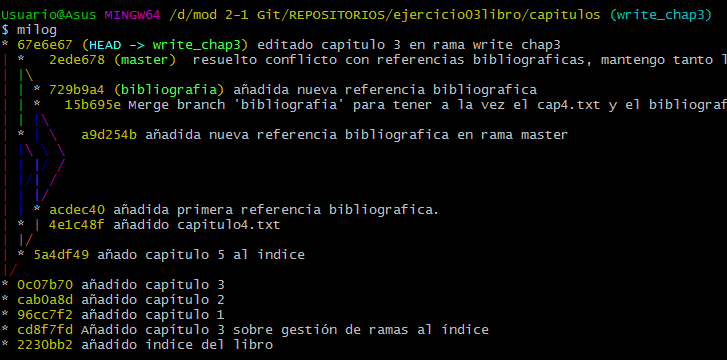 Usuario@Asus MINGW64 /d/mod 2-1 Git/REPOSITORIOS/ejercicio03libro/capitulos (write_chap3)
$ milog
* 67e6e67 (HEAD -> write_chap3) editado capitulo 3 en rama write chap3
| *   2ede678 (master)  resuelto conflicto con referencias bibliograficas, mantengo tanto l
| |\
| | * 729b9a4 (bibliografia) añadida nueva referencia bibliografica
| | *   15b695e Merge branch 'bibliografia' para tener a la vez el cap4.txt y el bibliograf
| | |\
| * | \   a9d254b añadida nueva referencia bibliografica en rama master
| |\ \ \
| | |/ /
| |/| /
| | |/
| | * acdec40 añadida primera referencia bibliografica.
| * | 4e1c48f añadido capitulo4.txt
| |/
| * 5a4df49 añado capitulo 5 al indice
|/
* 0c07b70 añadido capitulo 3
* cab0a8d añadido capitulo 2
* 96cc7f2 añadido capitulo 1
* cd8f7fd Añadido capítulo 3 sobre gestión de ramas al índice
* 2230bb2 añadido indice del libro